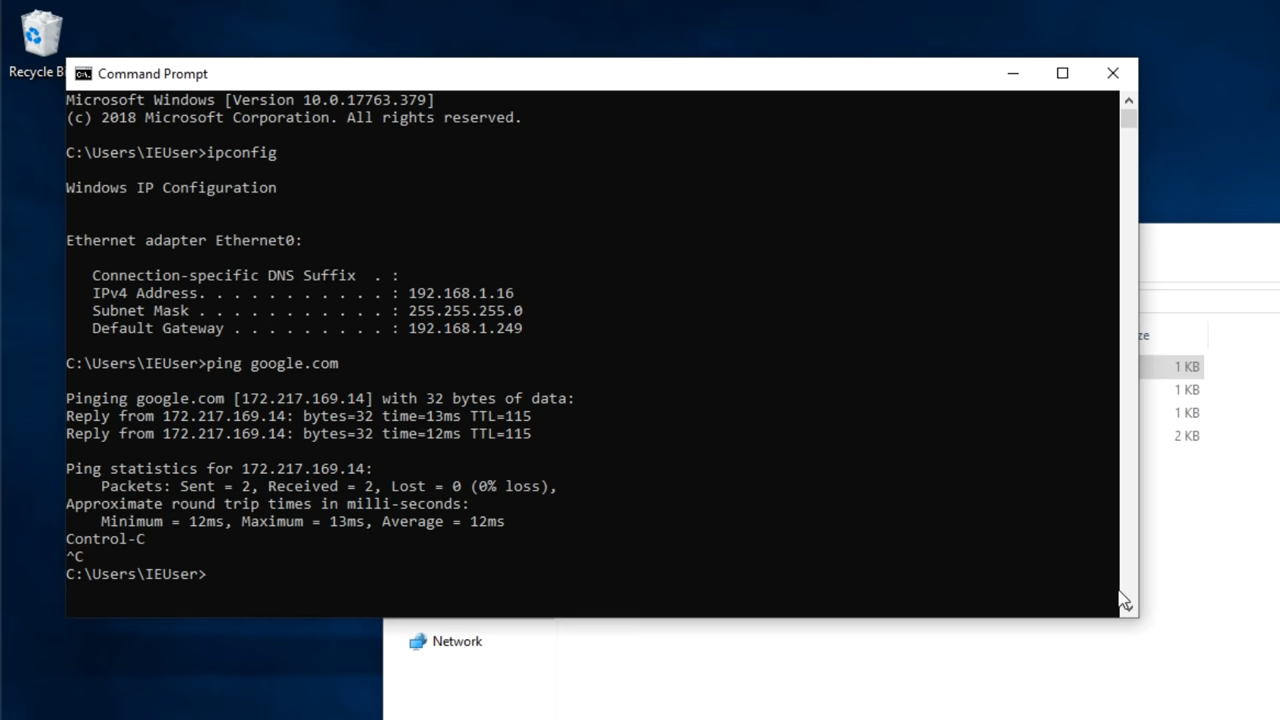 Recycle B
Command Prompt
Microsoft Windows [Version 10.0.17763.379]
(c) 2018 Microsoft Corporation. All rights reserved.
C:\Users\IEUser>ipconfig
Windows IP Configuration
Ethernet adapter Ethernet0:
Connection-specific DNS Suffix . :
IPv4 Address. . . . . . . . . . . : 192.168.1.16
Subnet Mask . . . . . . . . . . . : 255.255.255.0
Default Gateway . . . . . . . . . : 192.168.1.249
C:\Users\IEUser>ping google.com
Pinging google.com [172.217.169.14] with 32 bytes of data:
Reply from 172.217.169.14: bytes=32 time=13ms TTL=115
Reply from 172.217.169.14: bytes=32 time=12ms TTL=115
Ping statistics for 172.217.169.14:
Packets: Sent = 2, Received = 2, Lost = 0 (0% loss),
Approximate round trip times in milli-seconds:
Minimum = 12ms, Maximum = 13ms, Average = 12ms
Control-C
^C
C:\Users\IEUser>
ze
1 KB
1 KB
1 KB
2 KB
Network